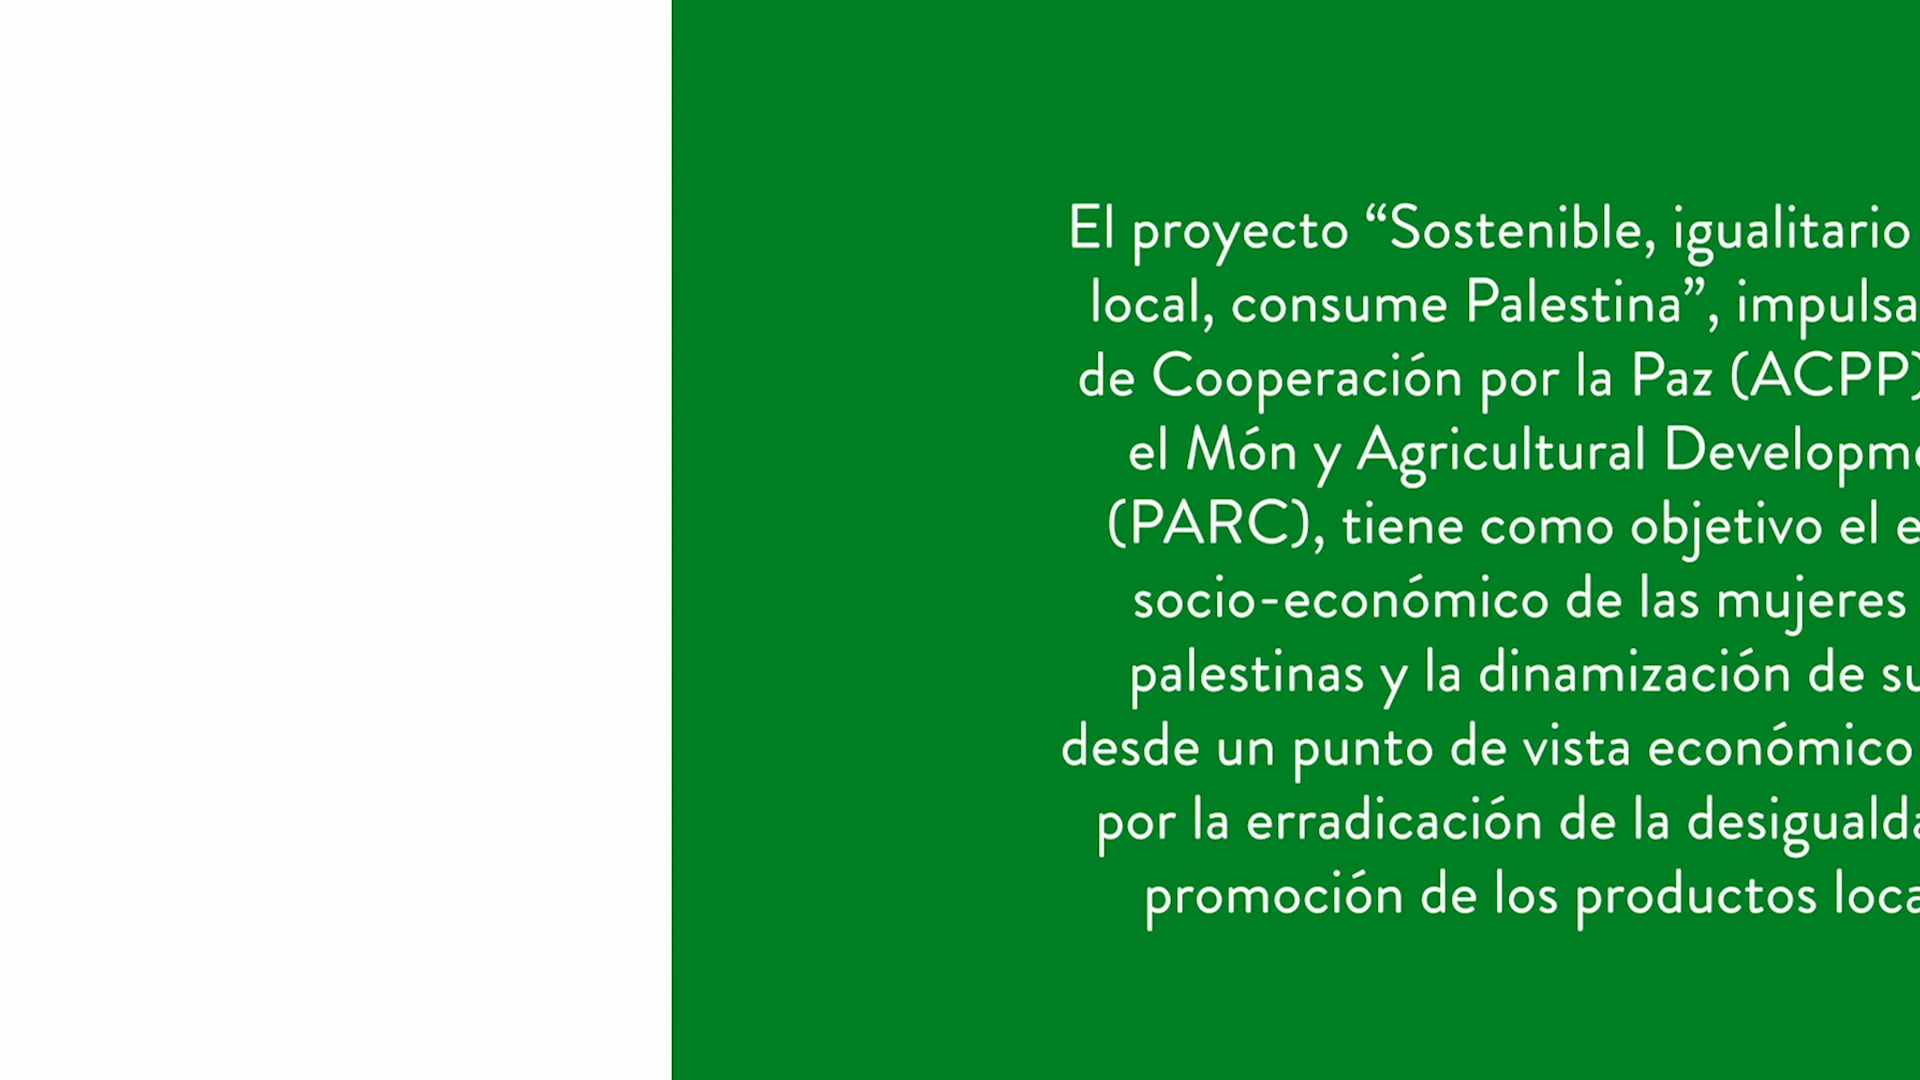 El proyecto “Sostenible, igualitario
local, consume Palestina”, impulsa
de Cooperación por la Paz (ACPP)
el Món y Agricultural Developme
(PARC), tiene como objetivo el e
socio-económico de las mujeres
palestinas y la dinamización de su
desde un punto de vista económico
por la erradicación de la desigualda
promoción de los productos loca